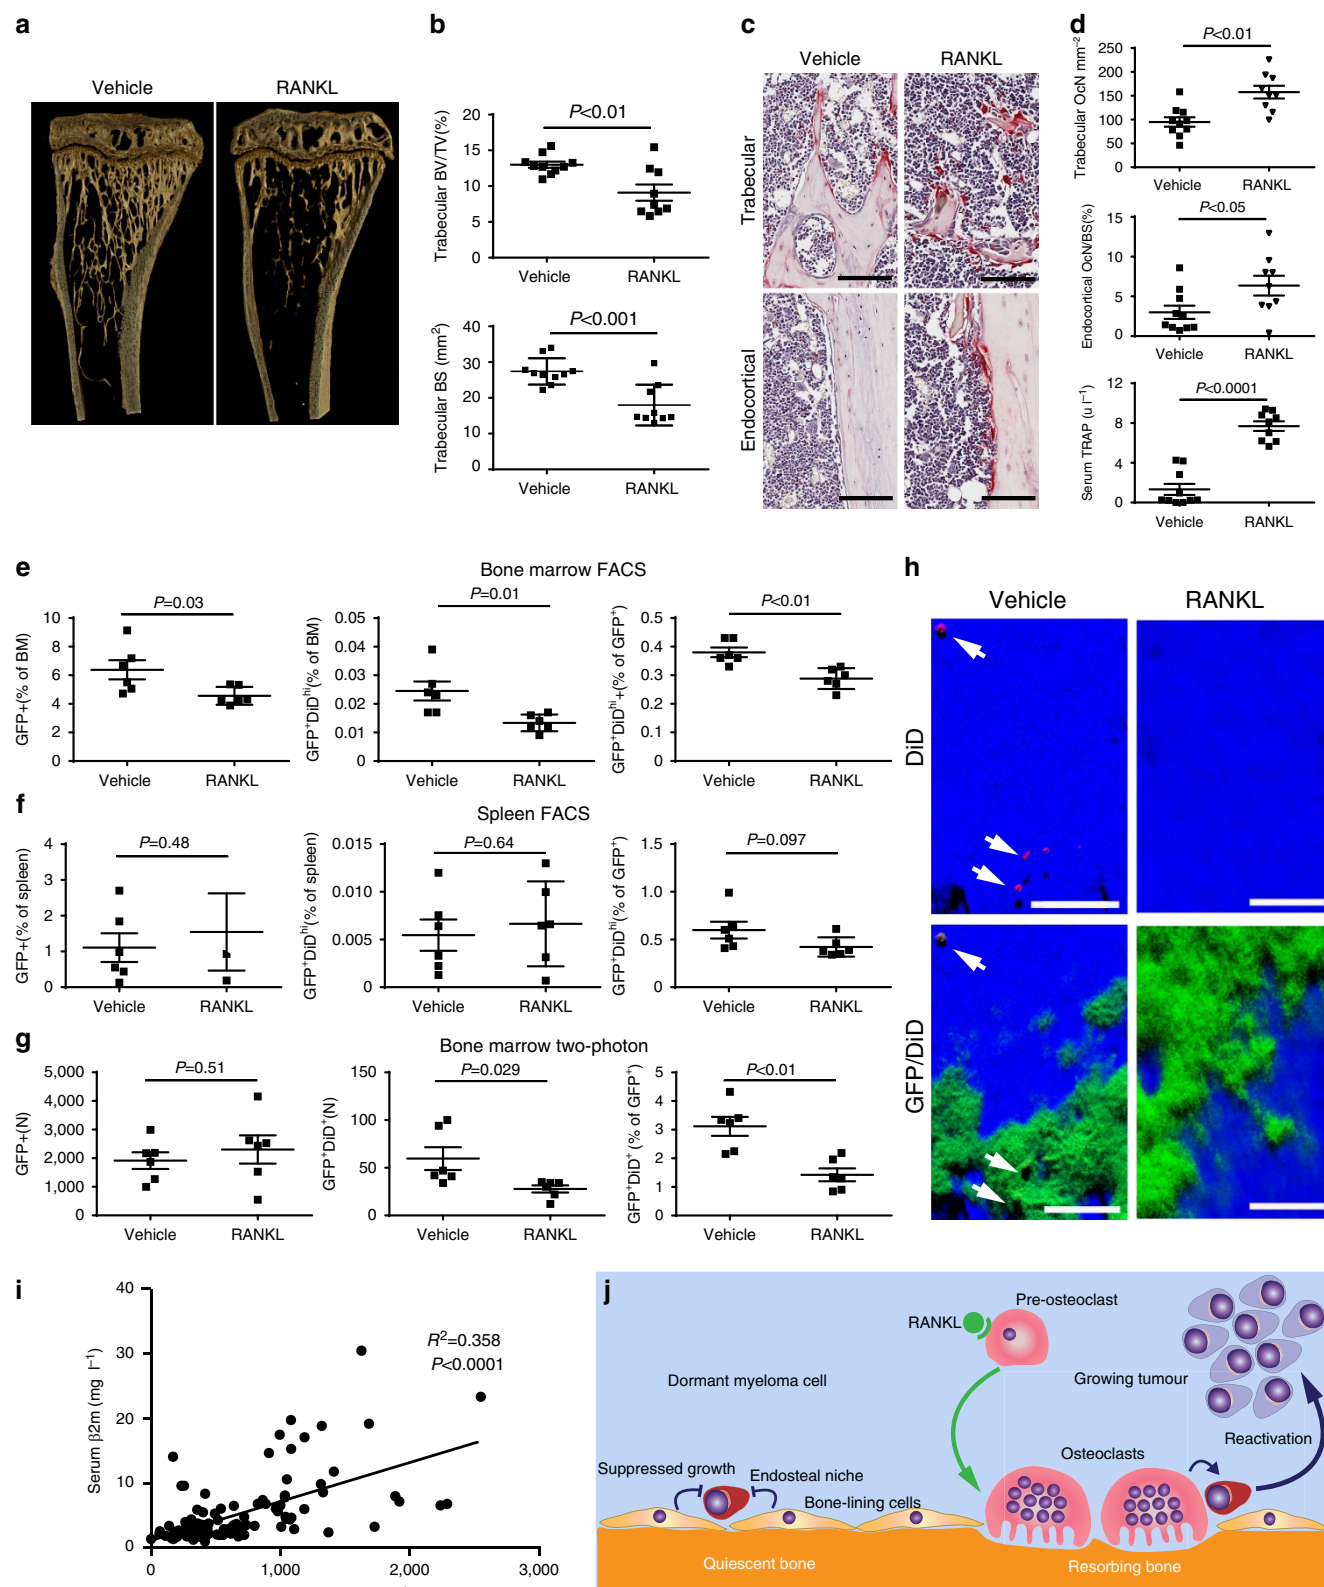 a
Vehicle
RANKL
b
Trabecular BV/TV(%)
20
15
10
5
0
P<0.01
Vehicle
RANKL
Trabecular BS (mm²)
40
30
20
10
0
P<0.001
Vehicle
RANKL
c
Vehicle
RANKL
Trabecular
Endocortical
d
Trabecular OcN mm⁻²
250
200
150
100
50
0
P<0.01
Vehicle
RANKL
Endocortical OcN/BS(%)
15
10
5
0
P<0.05
Vehicle
RANKL
Serum TRAP (u l⁻¹)
12
8
4
0
P<0.0001
Vehicle
RANKL
e
Bone marrow FACS
GFP+(% of BM)
10
8
6
4
2
0
P=0.03
Vehicle
RANKL
GFP⁺DiDʰⁱ(% of BM)
0.05
0.04
0.03
0.02
0.01
0
P=0.01
Vehicle
RANKL
GFP⁺DiDʰⁱ+(% of GFP⁺)
0.5
0.4
0.3
0.2
0.1
0
P<0.01
Vehicle
RANKL
f
Spleen FACS
GFP+(% of spleen)
4
3
2
1
0
P=0.48
Vehicle
RANKL
GFP⁺DiDʰⁱ(% of spleen)
0.015
0.010
0.005
0
P=0.64
Vehicle
RANKL
GFP⁺DiDʰⁱ(% of GFP⁺)
1.5
1.0
0.5
0
P=0.097
Vehicle
RANKL
g
Bone marrow two-photon
GFP+(N)
5,000
4,000
3,000
2,000
1,000
0
P=0.51
Vehicle
RANKL
GFP⁺DiD⁺(N)
150
100
50
0
P=0.029
Vehicle
RANKL
GFP⁺DiD⁺ (% of GFP⁺)
5
4
3
2
1
0
P<0.01
Vehicle
RANKL
h
Vehicle
RANKL
DiD
GFP/DiD
i
Serum β2m (mg l⁻¹)
40
30
20
10
0
R²=0.358
P<0.0001
0
1,000
2,000
3,000
j
Pre-osteoclast
RANKL
Dormant myeloma cell
Growing tumour
Reactivation
Osteoclasts
Suppressed growth
Endosteal niche
Bone-lining cells
Quiescent bone
Resorbing bone